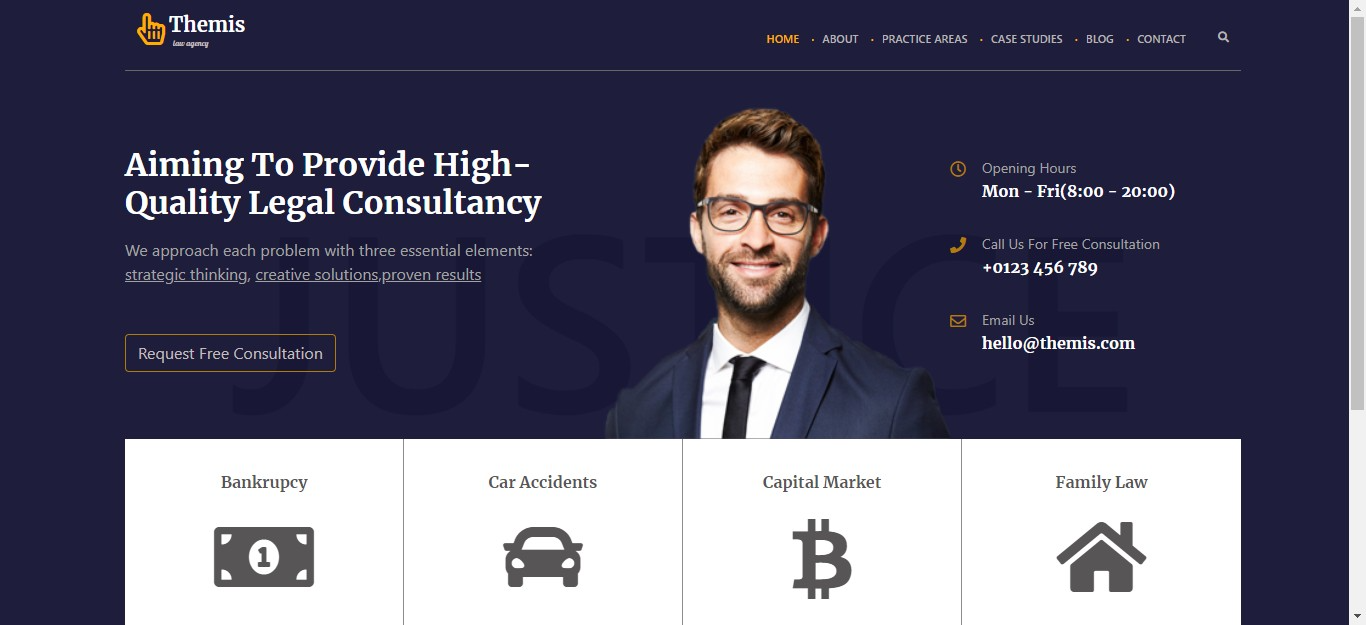 Themis
law agency
HOME
ABOUT
PRACTICE AREAS
CASE STUDIES
BLOG
CONTACT
Aiming To Provide High-
Quality Legal Consultancy
We approach each problem with three essential elements:
strategic thinking, creative solutions,proven results
Request Free Consultation
JUSTICE
Opening Hours
Mon - Fri(8:00 - 20:00)
Call Us For Free Consultation
+0123 456 789
Email Us
hello@themis.com
Bankrupcy
Car Accidents
Capital Market
Family Law
1